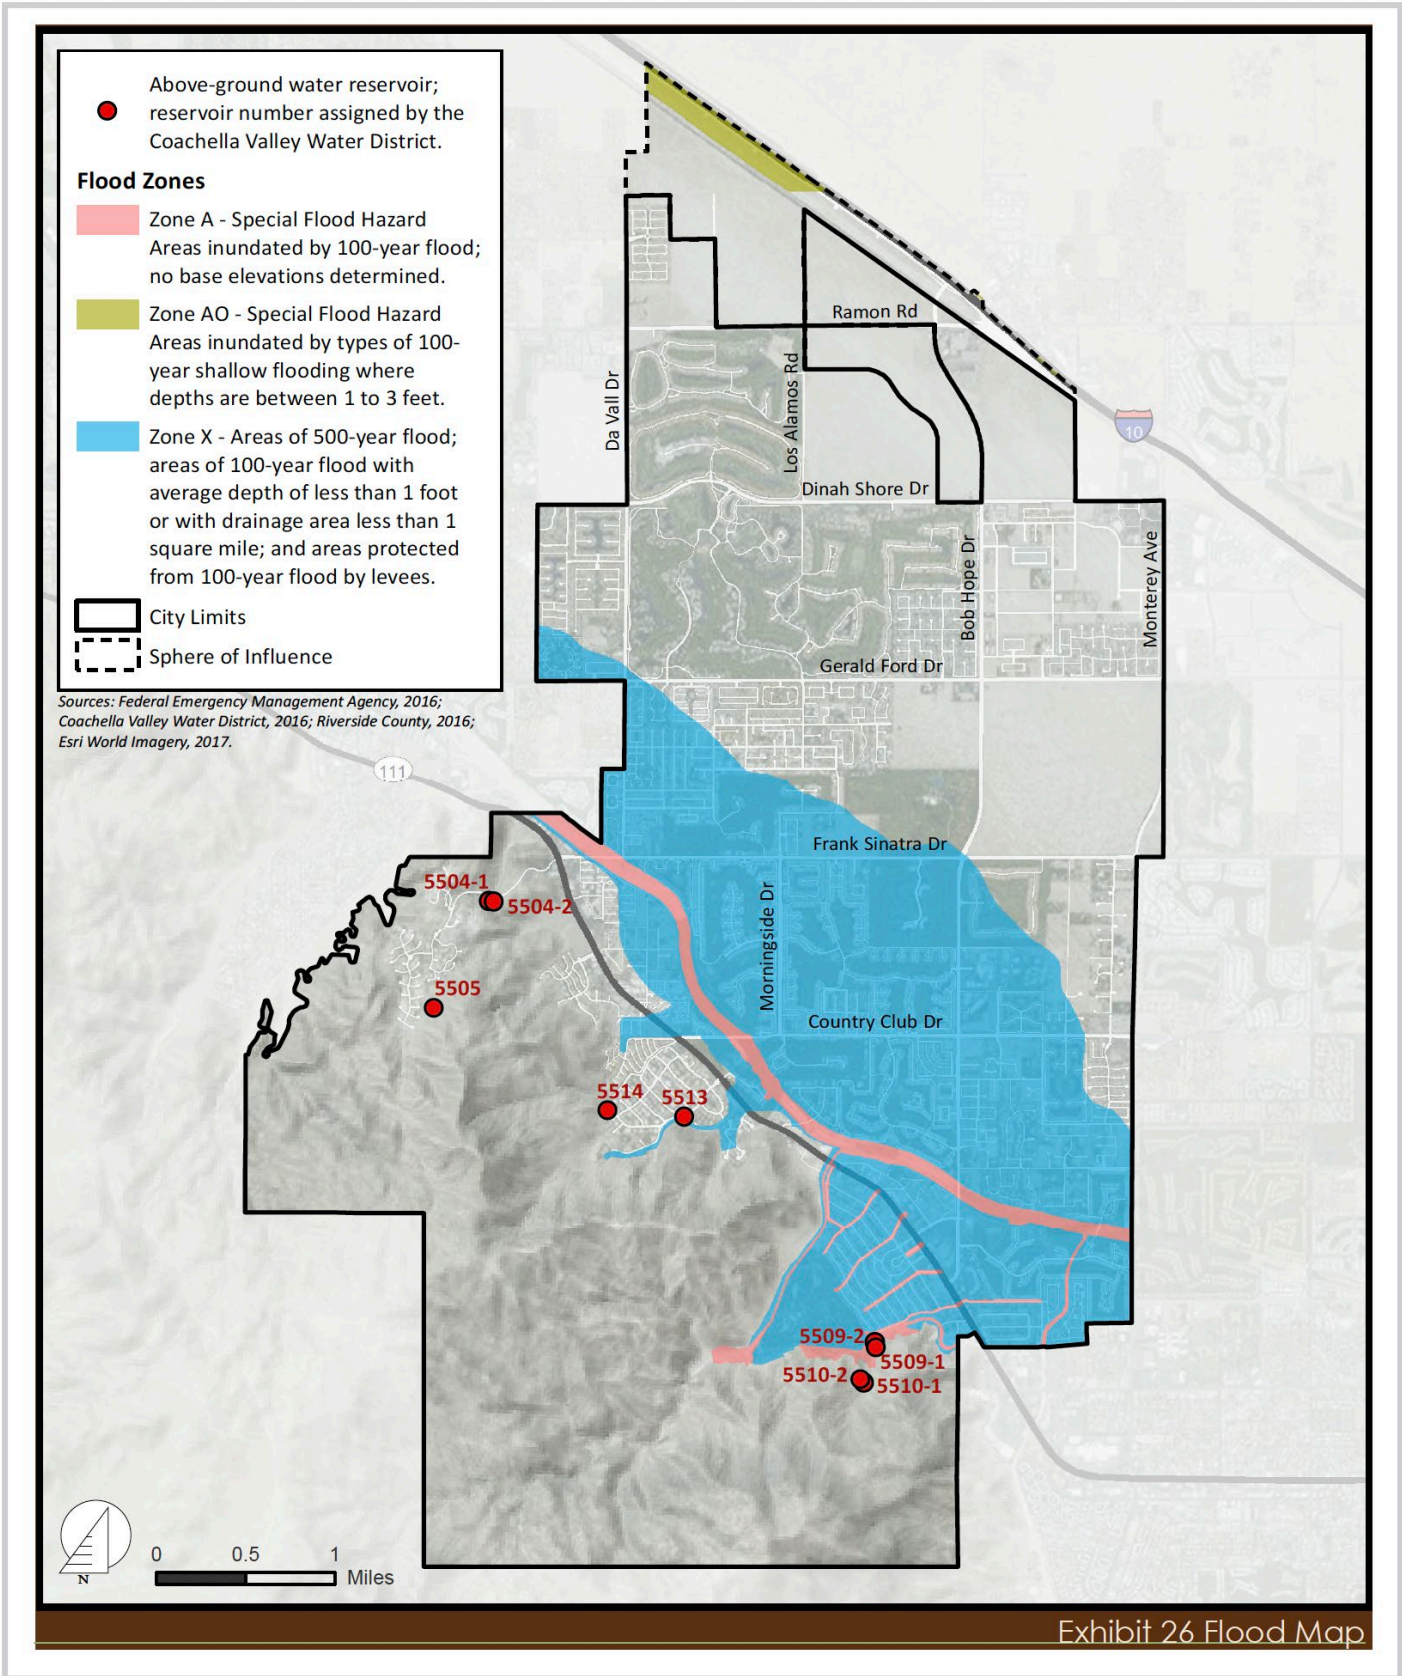 Above-ground water reservoir;
reservoir number assigned by the
Coachella Valley Water District.
Flood Zones
Zone A - Special Flood Hazard
Areas inundated by 100-year flood;
no base elevations determined.
Zone AO - Special Flood Hazard
Areas inundated by types of 100-
year shallow flooding where
depths are between 1 to 3 feet.
Zone X - Areas of 500-year flood;
areas of 100-year flood with
average depth of less than 1 foot
or with drainage area less than 1
square mile; and areas protected
from 100-year flood by levees.
City Limits
Sphere of Influence
Sources: Federal Emergency Management Agency, 2016;
Coachella Valley Water District, 2016; Riverside County, 2016;
Esri World Imagery, 2017.
Ramon Rd
Da Vall Dr
Los Alamos Rd
10
Dinah Shore Dr
Bob Hope Dr
Monterey Ave
Gerald Ford Dr
111
Frank Sinatra Dr
Morningside Dr
5504-1
5504-2
5505
Country Club Dr
5514
5513
5509-2
5509-1
5510-2
5510-1
N
0 0.5 1
Miles
Exhibit 26 Flood Map